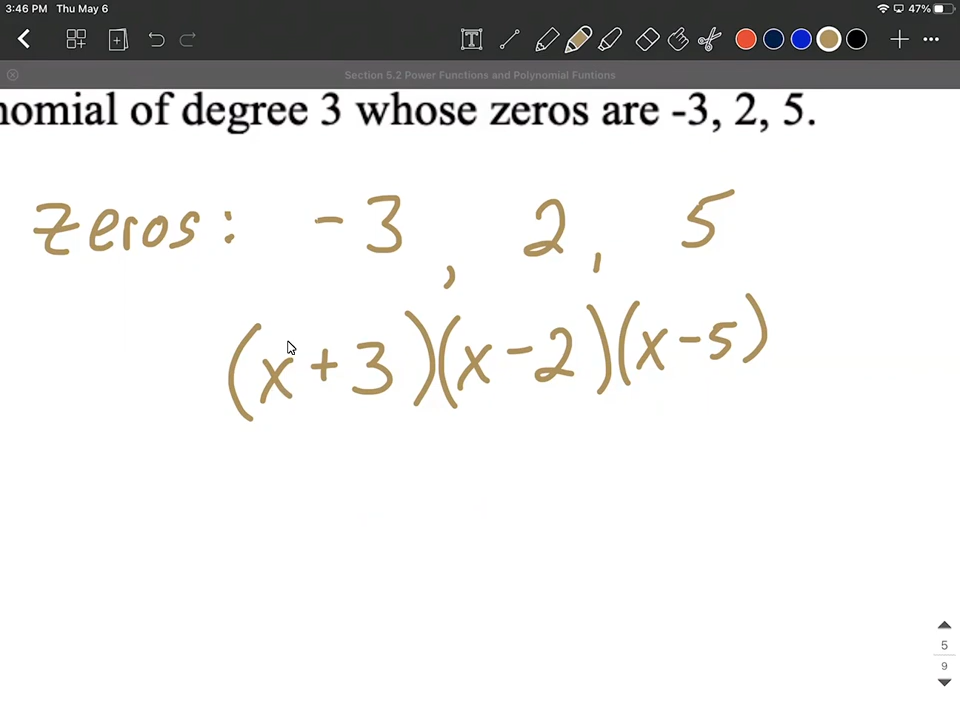 3:46 PM Thu May 6
47%
T
Section 5.2 Power Functions and Polynomial Funtions
nomial of degree 3 whose zeros are -3, 2, 5.
zeros: -3, 2, 5
(x+3)(x-2)(x-5)
5
9